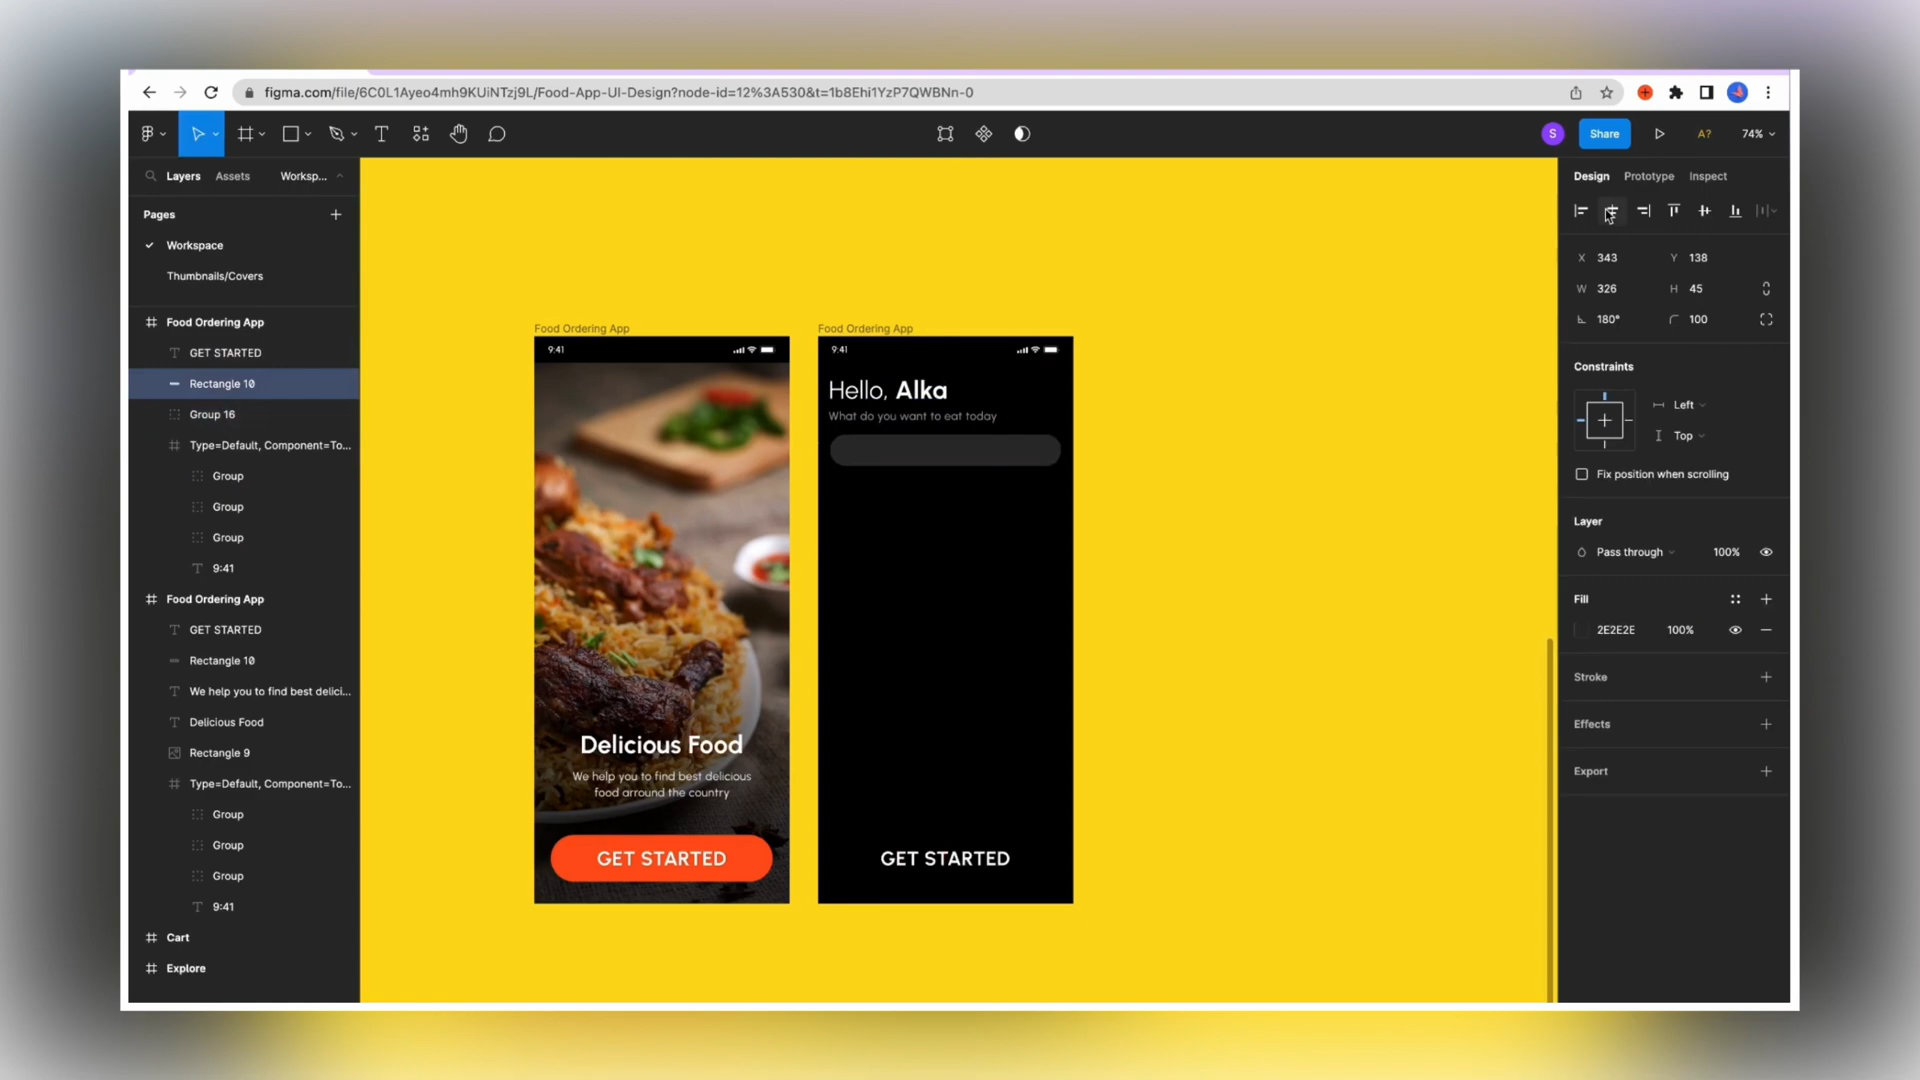 figma.com/file/6C0L1Ayeo4mh9KUiNTzj9L/Food-App-UI-Design?node-id=12%3A530&t=1b8Ehi1YzP7QWBNn-0
S
Share
A?
74%
Layers
Assets
Worksp...
Pages
Workspace
Thumbnails/Covers
Food Ordering App
GET STARTED
Rectangle 10
Group 16
Type=Default, Component=To...
Group
Group
Group
9:41
Food Ordering App
GET STARTED
Rectangle 10
We help you to find best delici...
Delicious Food
Rectangle 9
Type=Default, Component=To...
Group
Group
Group
9:41
Cart
Explore
Food Ordering App
9:41
Delicious Food
We help you to find best delicious
food arround the country
GET STARTED
Food Ordering App
9:41
Hello, Alka
What do you want to eat today
GET STARTED
Design
Prototype
Inspect
X 343
Y 138
W 326
H 45
180°
100
Constraints
Left
Top
Fix position when scrolling
Layer
Pass through
100%
Fill
2E2E2E
100%
Stroke
Effects
Export